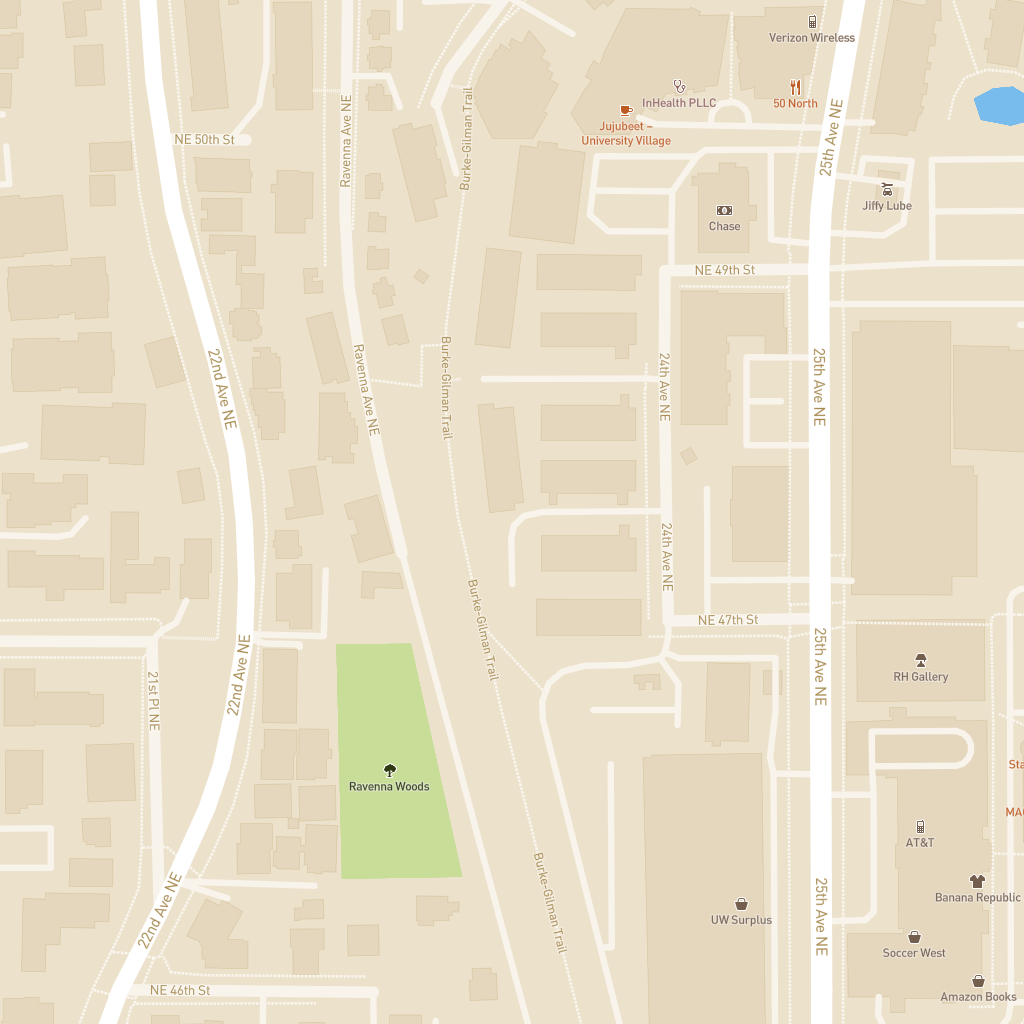 Verizon Wireless
InHealth PLLC
50 North
Jujubeet –
University Village
NE 50th St
Ravenna Ave NE
Burke-Gilman Trail
25th Ave NE
Jiffy Lube
Chase
NE 49th St
22nd Ave NE
Ravenna Ave NE
Burke-Gilman Trail
24th Ave NE
25th Ave NE
24th Ave NE
Burke-Gilman Trail
NE 47th St
22nd Ave NE
21st Pl NE
25th Ave NE
RH Gallery
Ravenna Woods
Sta
MAC
AT&T
Banana Republic
UW Surplus
22nd Ave NE
Burke-Gilman Trail
25th Ave NE
Soccer West
NE 46th St
Amazon Books